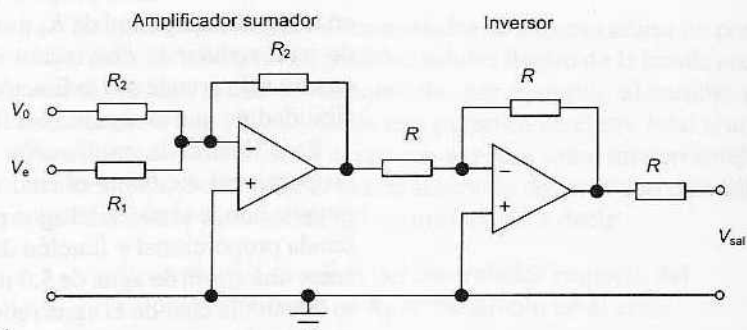 Amplificador sumador
Inversor
R₂
R₂
R
V₀
R
R
Vₑ
R₁
Vsal
−
+
−
+